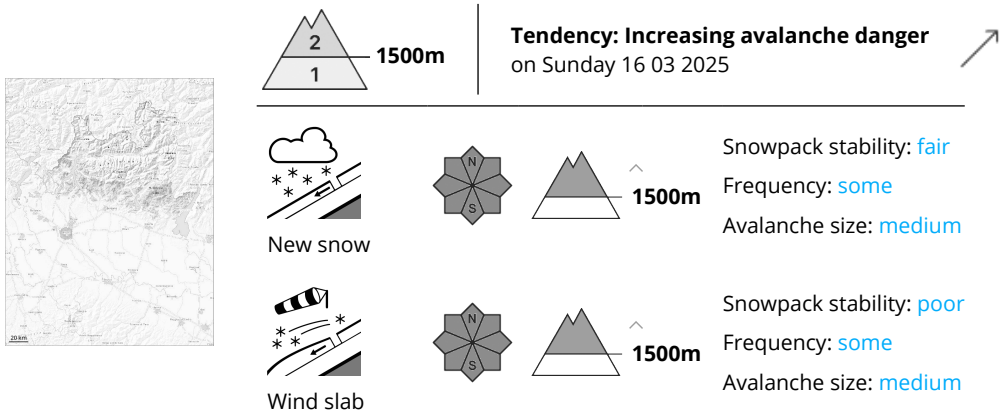 2
1
1500m
Tendency: Increasing avalanche danger
on Sunday 16 03 2025
20 km
New snow
N
S
1500m
Snowpack stability: fair
Frequency: some
Avalanche size: medium
Wind slab
N
S
1500m
Snowpack stability: poor
Frequency: some
Avalanche size: medium